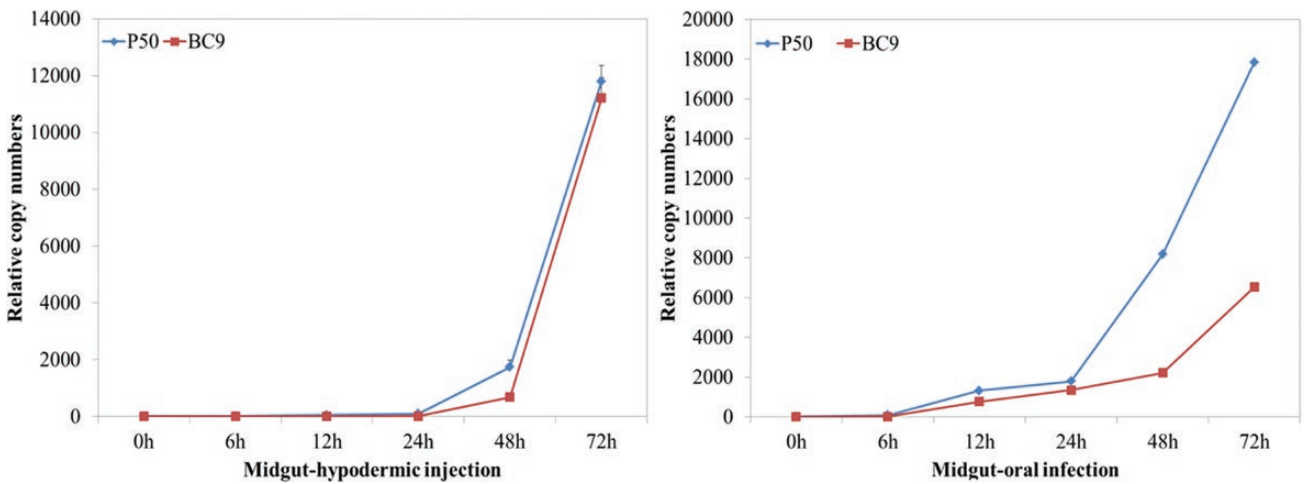 P50 BC9
14000
12000
10000
8000
6000
4000
2000
0
Relative copy numbers
0h 6h 12h 24h 48h 72h
Midgut-hypodermic injection
P50 BC9
20000
18000
16000
14000
12000
10000
8000
6000
4000
2000
0
Relative copy numbers
0h 6h 12h 24h 48h 72h
Midgut-oral infection